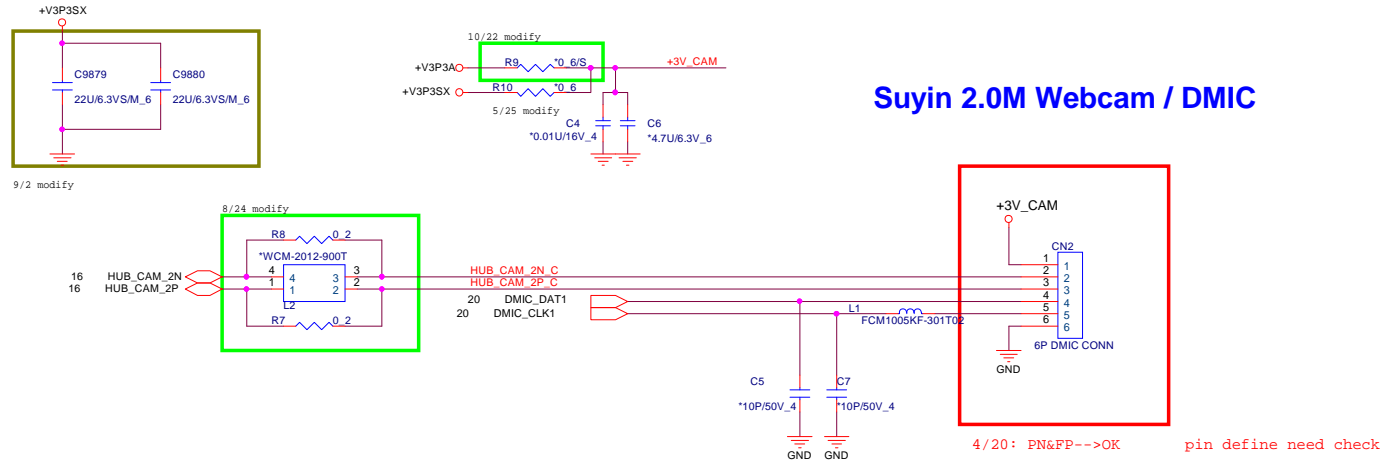 +V3P3SX
C9879
C9880
22U/6.3VS/M_6
22U/6.3VS/M_6
9/2 modify
10/22 modify
+V3P3A
R9
*0_6/S
+3V_CAM
+V3P3SX
R10
*0_6
5/25 modify
C4
C6
*0.01U/16V_4
*4.7U/6.3V_6
Suyin 2.0M Webcam / DMIC
8/24 modify
R8
0_2
*WCM-2012-900T
16
HUB_CAM_2N
4
4
3
3
16
HUB_CAM_2P
1
1
2
2
L2
R7
0_2
HUB_CAM_2N_C
HUB_CAM_2P_C
20
DMIC_DAT1
20
DMIC_CLK1
L1
FCM1005KF-301T02
C5
C7
*10P/50V_4
*10P/50V_4
GND
GND
+3V_CAM
CN2
1
1
2
2
3
3
4
4
5
5
6
6
6P DMIC CONN
GND
4/20: PN&FP-->OK
pin define need check